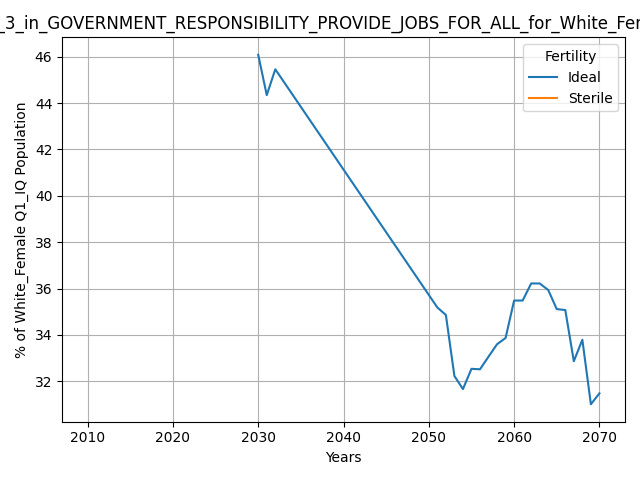 _3_in_GOVERNMENT_RESPONSIBILITY_PROVIDE_JOBS_FOR_ALL_for_White_Fe
Fertility
Ideal
Sterile
% of White_Female Q1_IQ Population
46
44
42
40
38
36
34
32
2010 2020 2030 2040 2050 2060 2070
Years